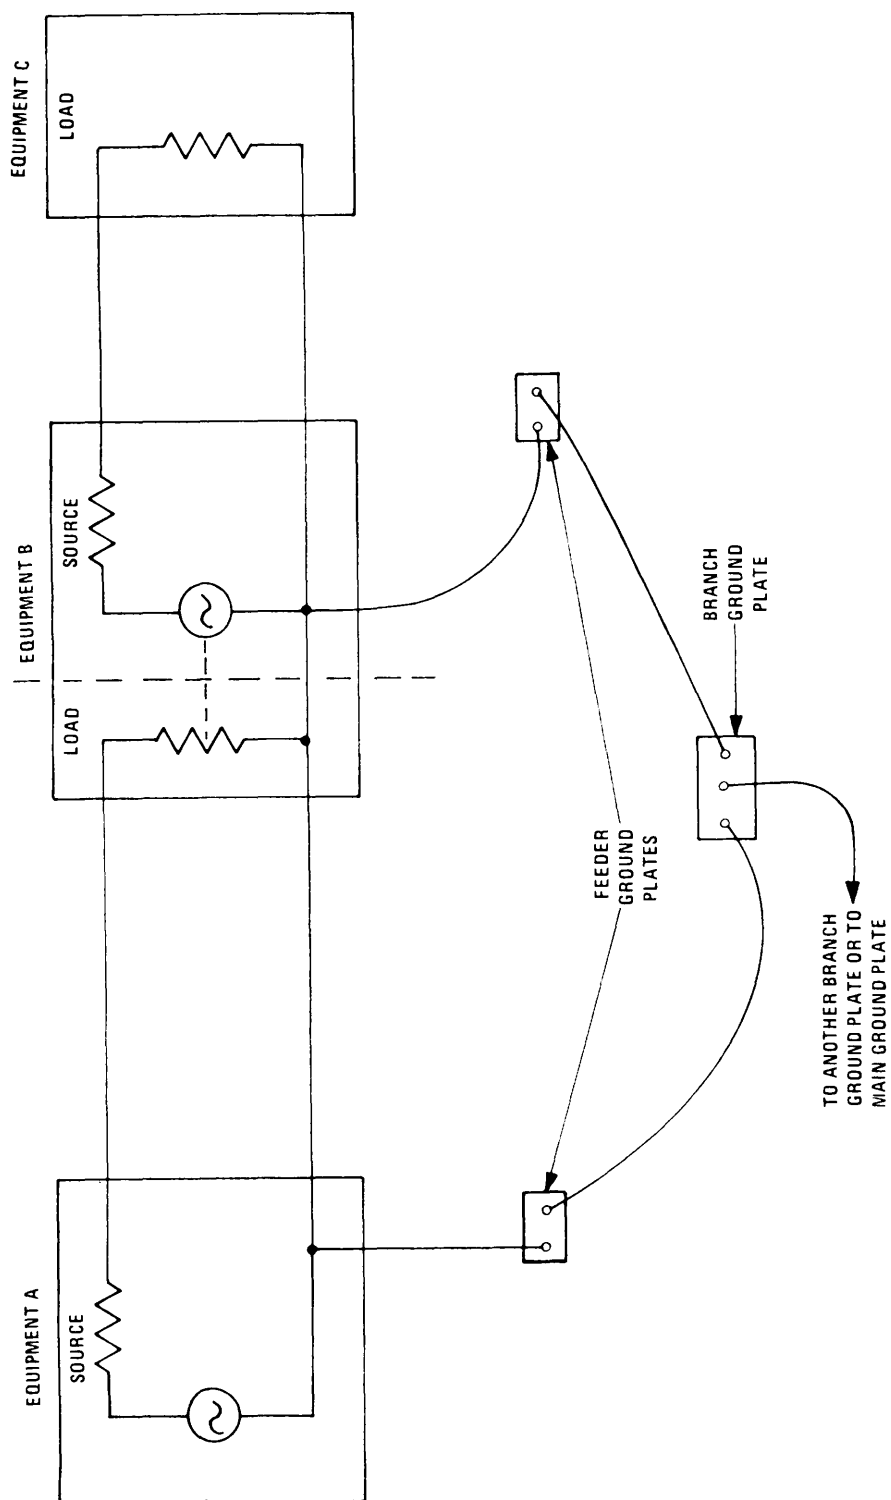 EQUIPMENT A
SOURCE
EQUIPMENT B
LOAD
SOURCE
EQUIPMENT C
LOAD
FEEDER
GROUND
PLATES
BRANCH
GROUND
PLATE
TO ANOTHER BRANCH
GROUND PLATE OR TO
MAIN GROUND PLATE